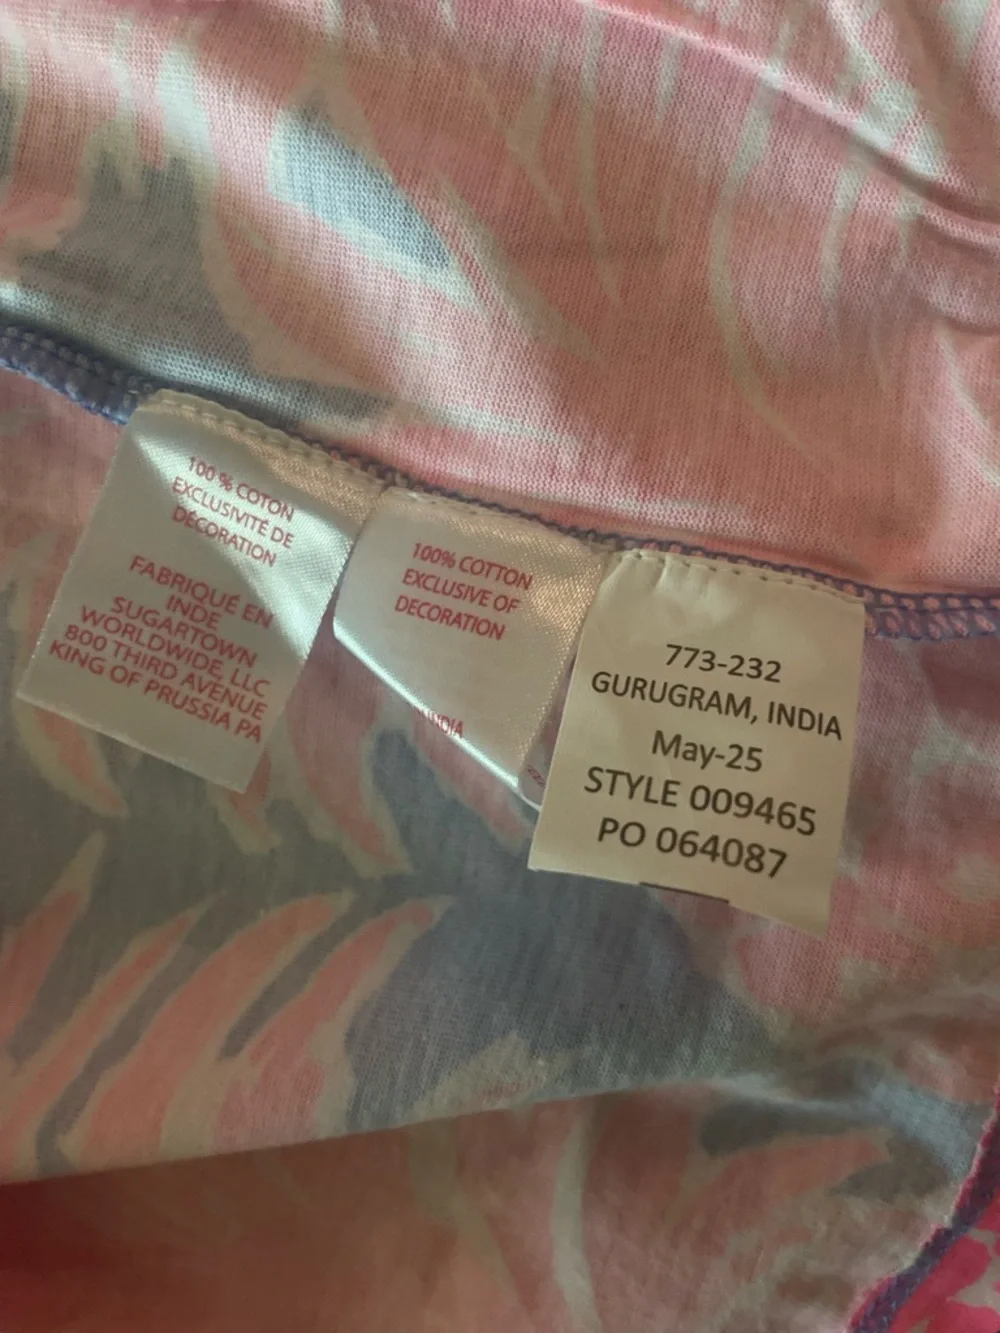 100 % COTON
EXCLUSIVITÉ DE
DÉCORATION
FABRIQUÉ EN
INDE
SUGARTOWN
WORLDWIDE, LLC
800 THIRD AVENUE
KING OF PRUSSIA PA
100% COTTON
EXCLUSIVE OF
DECORATION
INDIA
773-232
GURUGRAM, INDIA
May-25
STYLE 009465
PO 064087